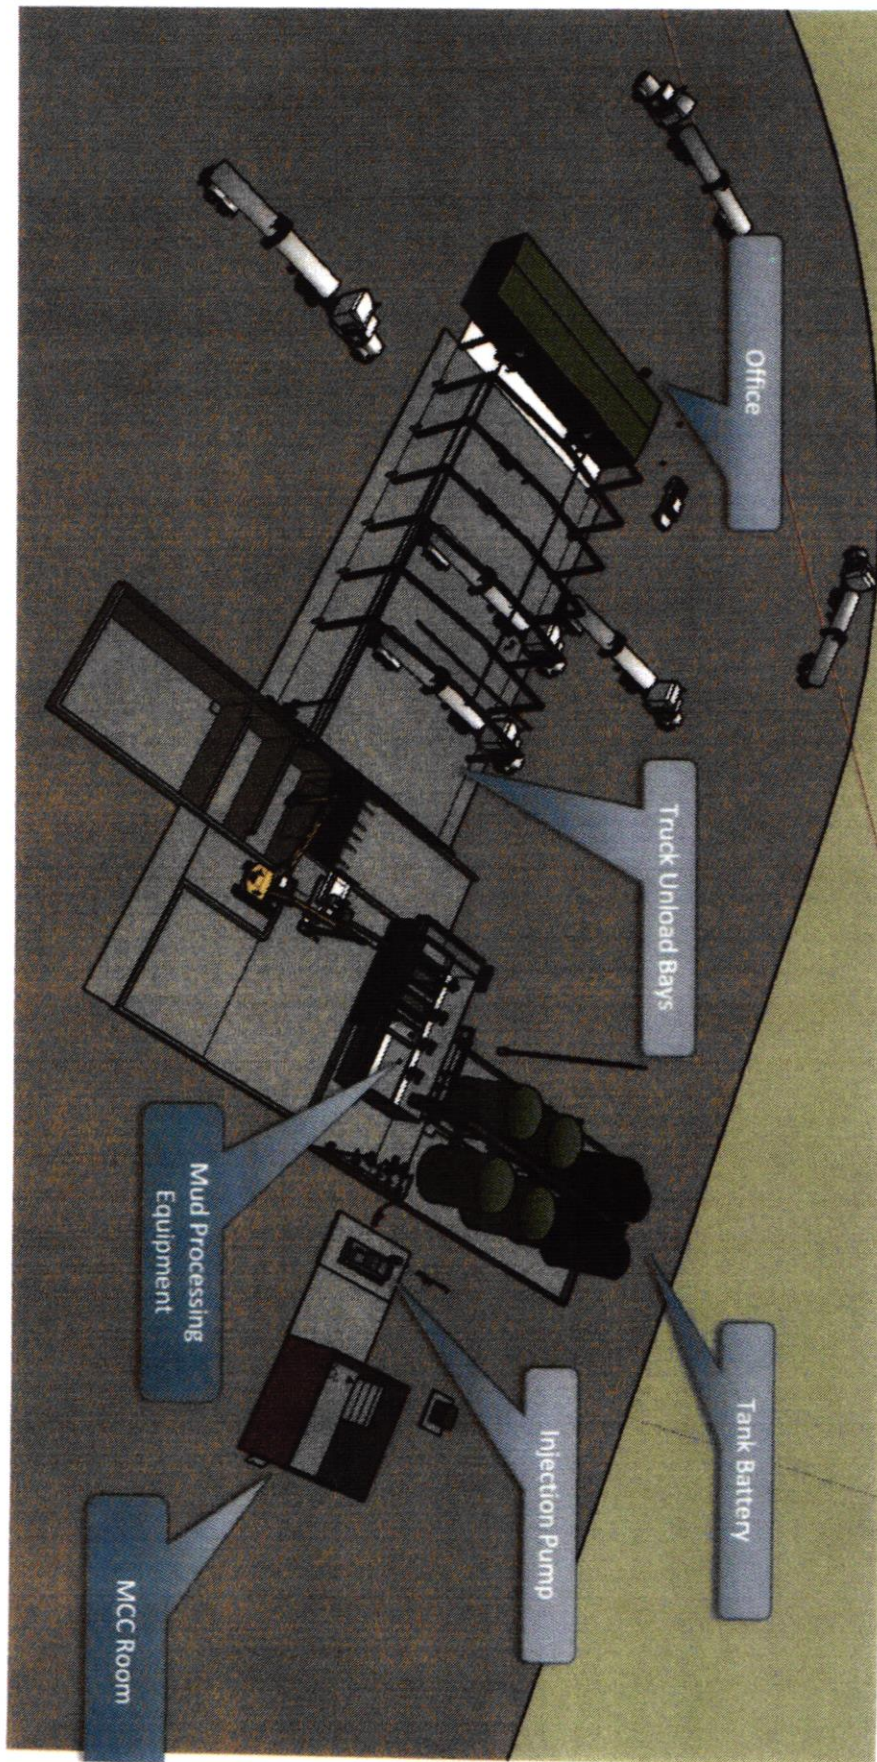 Office
Truck Unload Bays
Tank Battery
Injection Pump
Mud Processing
Equipment
MCC Room